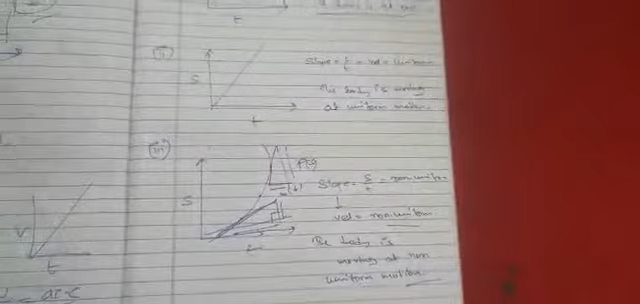 t
(ii)
S
t
Slope = = vel = uniform
The body is moving
at uniform motion.
(iii)
S
t
Slope = S/t = non uniform
vel = non uniform
The body is
moving at non
uniform motion
V
t